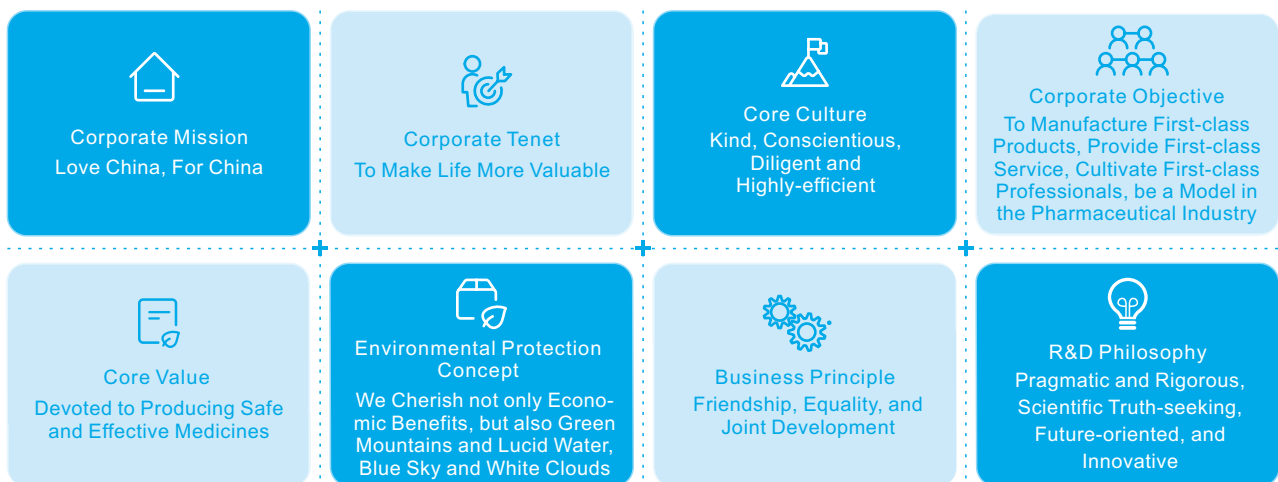 Corporate Mission
Love China, For China
Corporate Tenet
To Make Life More Valuable
Core Culture
Kind, Conscientious,
Diligent and
Highly-efficient
Corporate Objective
To Manufacture First-class
Products, Provide First-class
Service, Cultivate First-class
Professionals, be a Model in
the Pharmaceutical Industry
Core Value
Devoted to Producing Safe
and Effective Medicines
Environmental Protection
Concept
We Cherish not only Econo-
mic Benefits, but also Green
Mountains and Lucid Water,
Blue Sky and White Clouds
Business Principle
Friendship, Equality, and
Joint Development
R&D Philosophy
Pragmatic and Rigorous,
Scientific Truth-seeking,
Future-oriented, and
Innovative